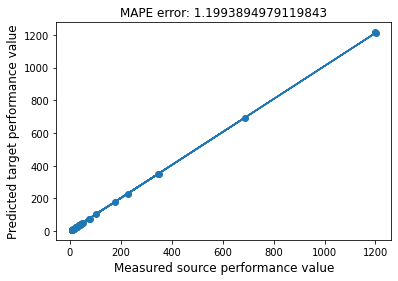 MAPE error: 1.1993894979119843
Predicted target performance value
1200
1000
800
600
400
200
0
0 200 400 600 800 1000 1200
Measured source performance value